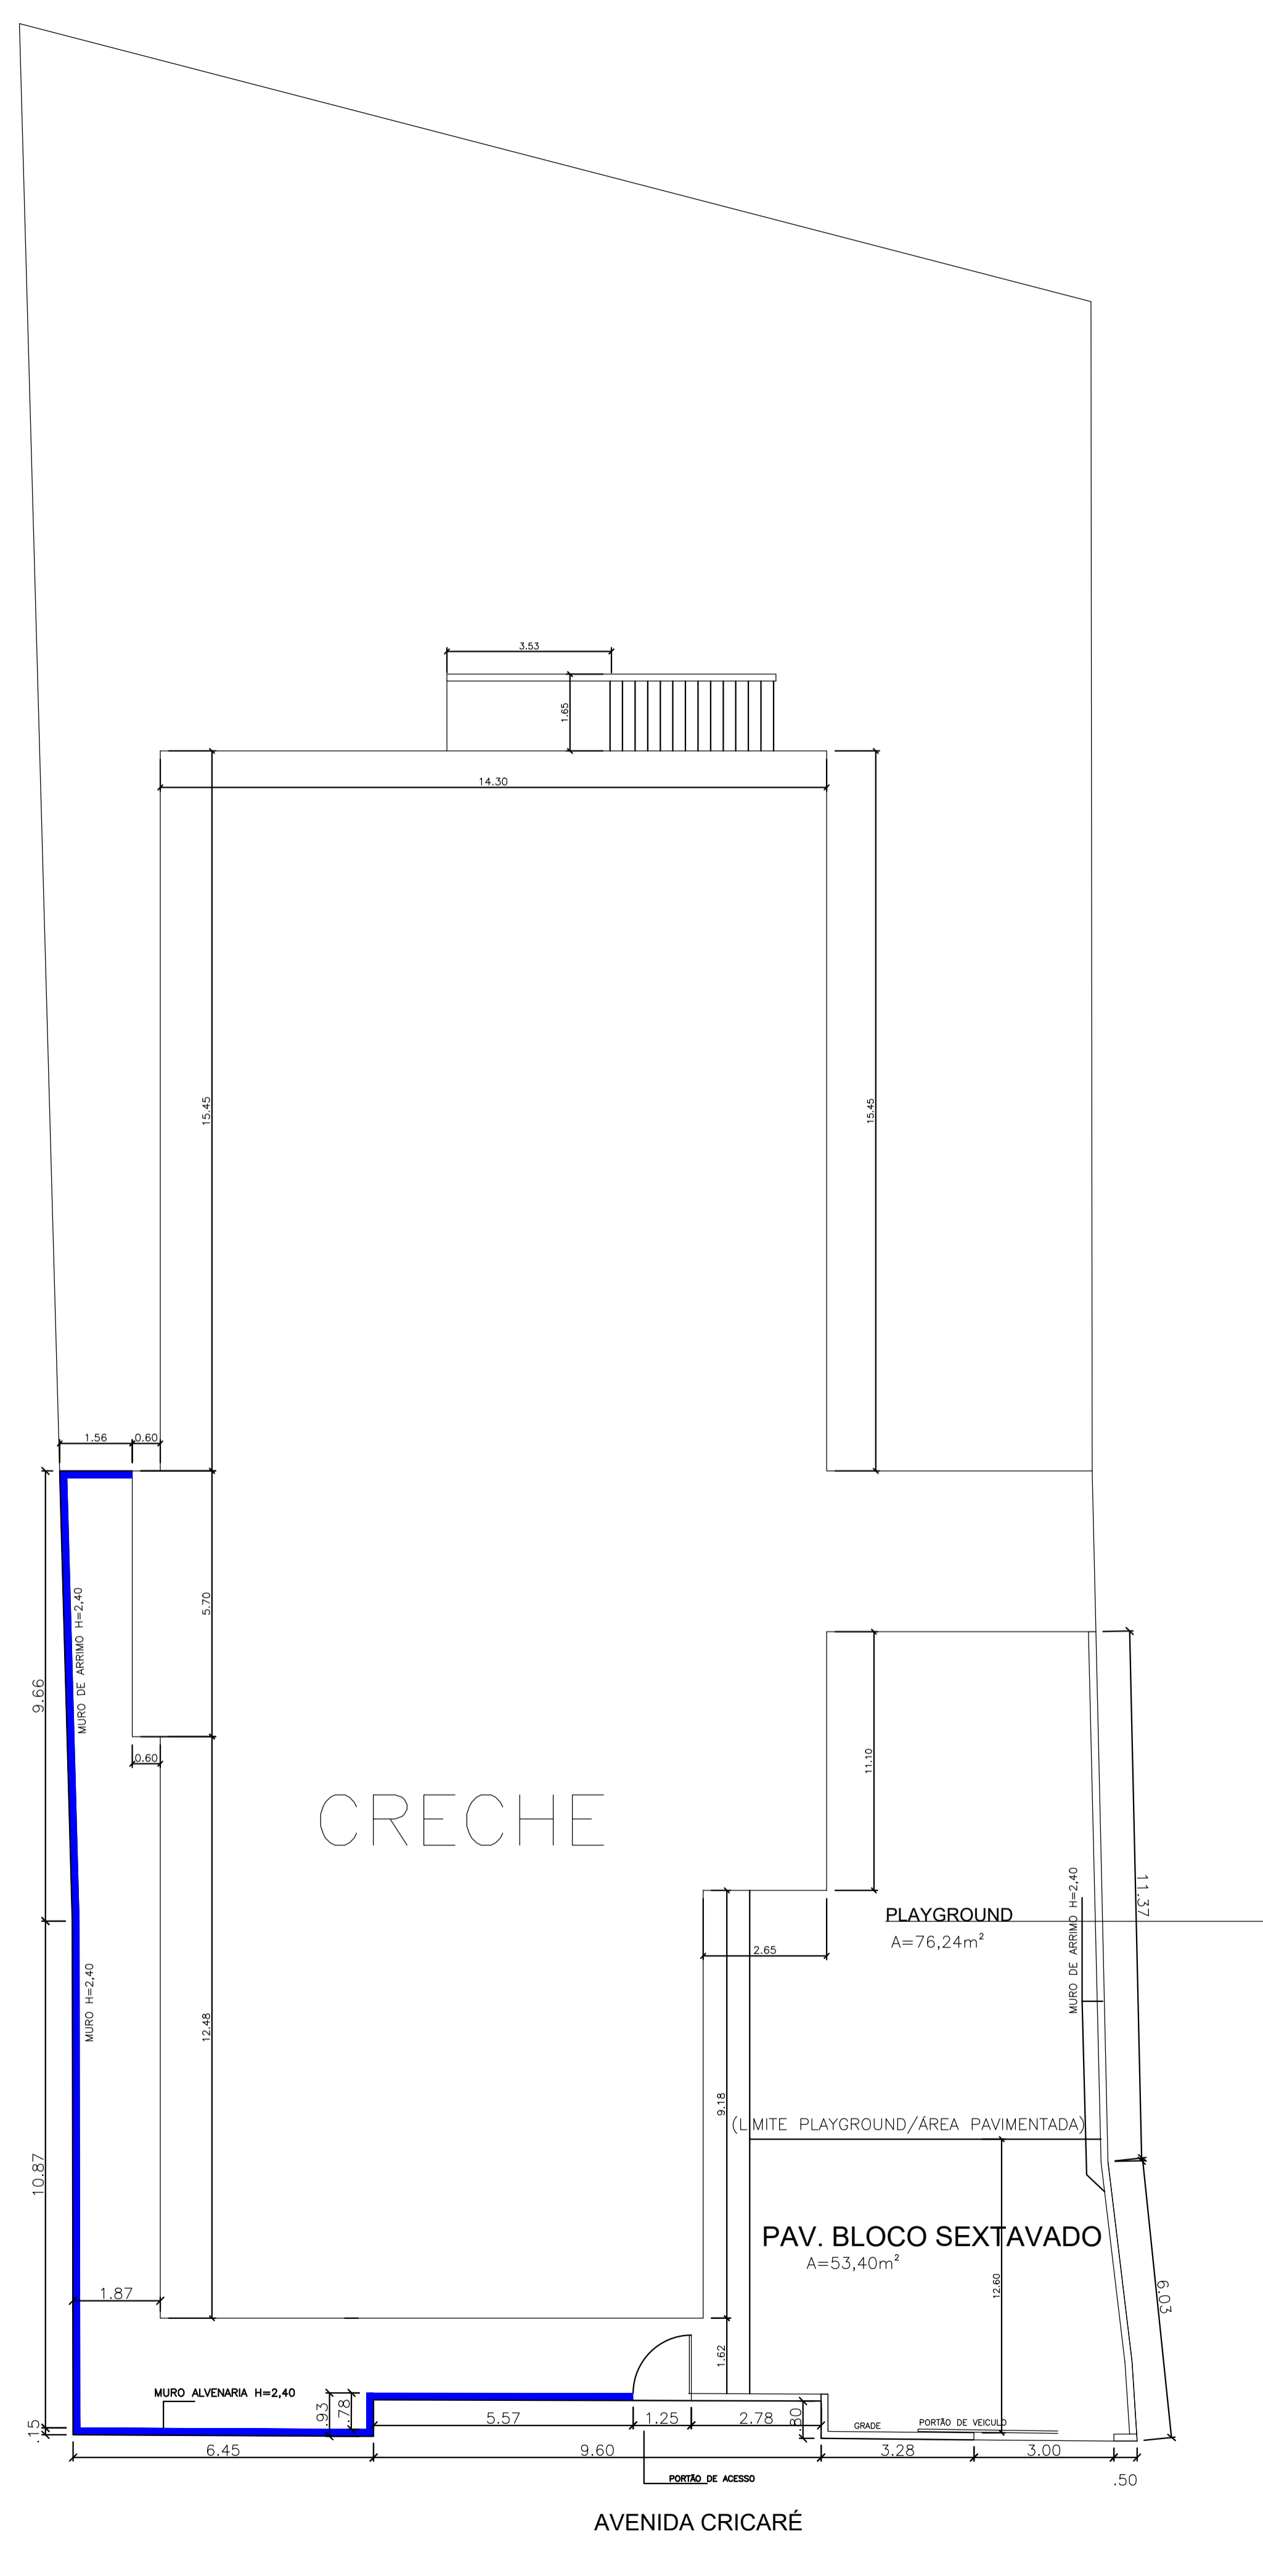 3.53
1.65
14.30
15.45
15.45
1.56
0.60
5.70
MURO DE ARRIMO H=2,40
9.66
0.60
11.10
CRECHE
MURO DE ARRIMO H=2,40
11.37
PLAYGROUND
A=76,24m²
2.65
MURO H=2,40
12.48
9.18
(LIMITE PLAYGROUND/ÁREA PAVIMENTADA)
10.87
PAV. BLOCO SEXTAVADO
A=53,40m²
12.60
6.03
1.87
1.62
MURO ALVENARIA H=2,40
.93
.78
.15
5.57
1.25
2.78
.80
GRADE
PORTÃO DE VEICULO
6.45
9.60
3.28
3.00
.50
PORTÃO DE ACESSO
AVENIDA CRICARÉ